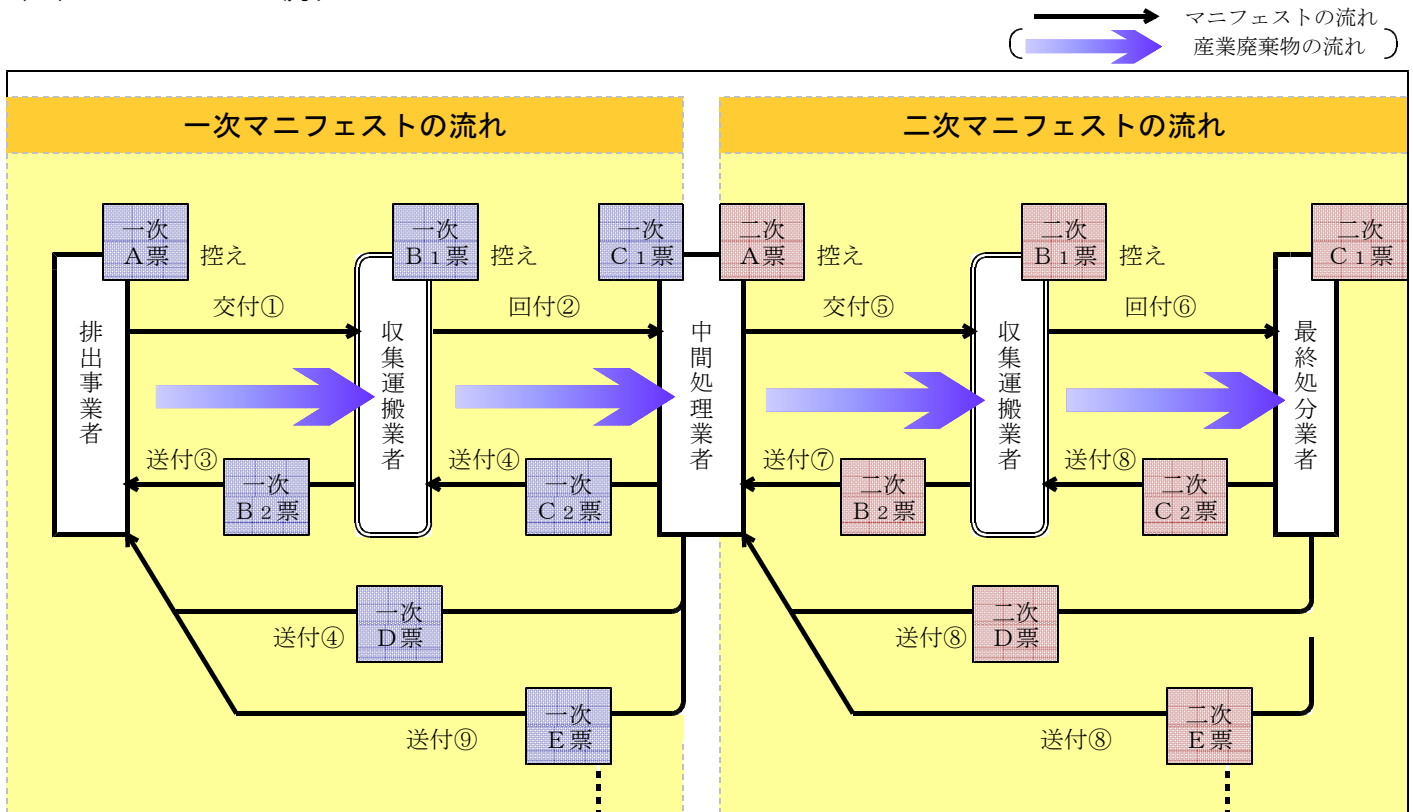 マニフェストの流れ
産業廃棄物の流れ
一次マニフェストの流れ
二次マニフェストの流れ
一次
A票
控え
一次
B1票
控え
一次
C1票
二次
A票
控え
二次
B1票
控え
二次
C1票
交付①
回付②
交付⑤
回付⑥
排出事業者
収集運搬業者
中間処理業者
収集運搬業者
最終処分業者
送付③
一次
B2票
送付④
一次
C2票
送付⑦
二次
B2票
送付⑧
二次
C2票
送付④
一次
D票
送付⑧
二次
D票
送付⑨
一次
E票
送付⑧
二次
E票